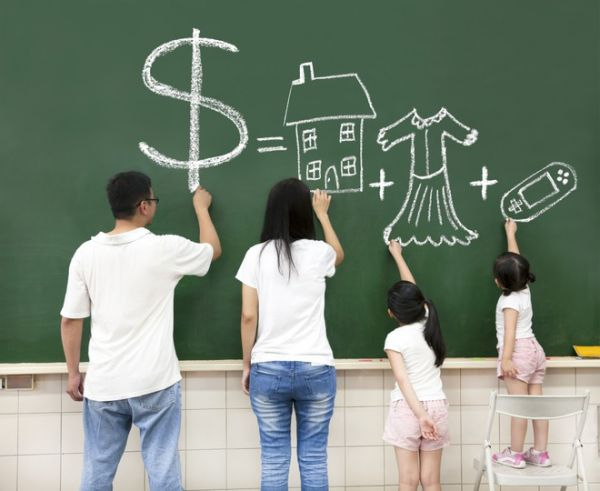 $ = + +